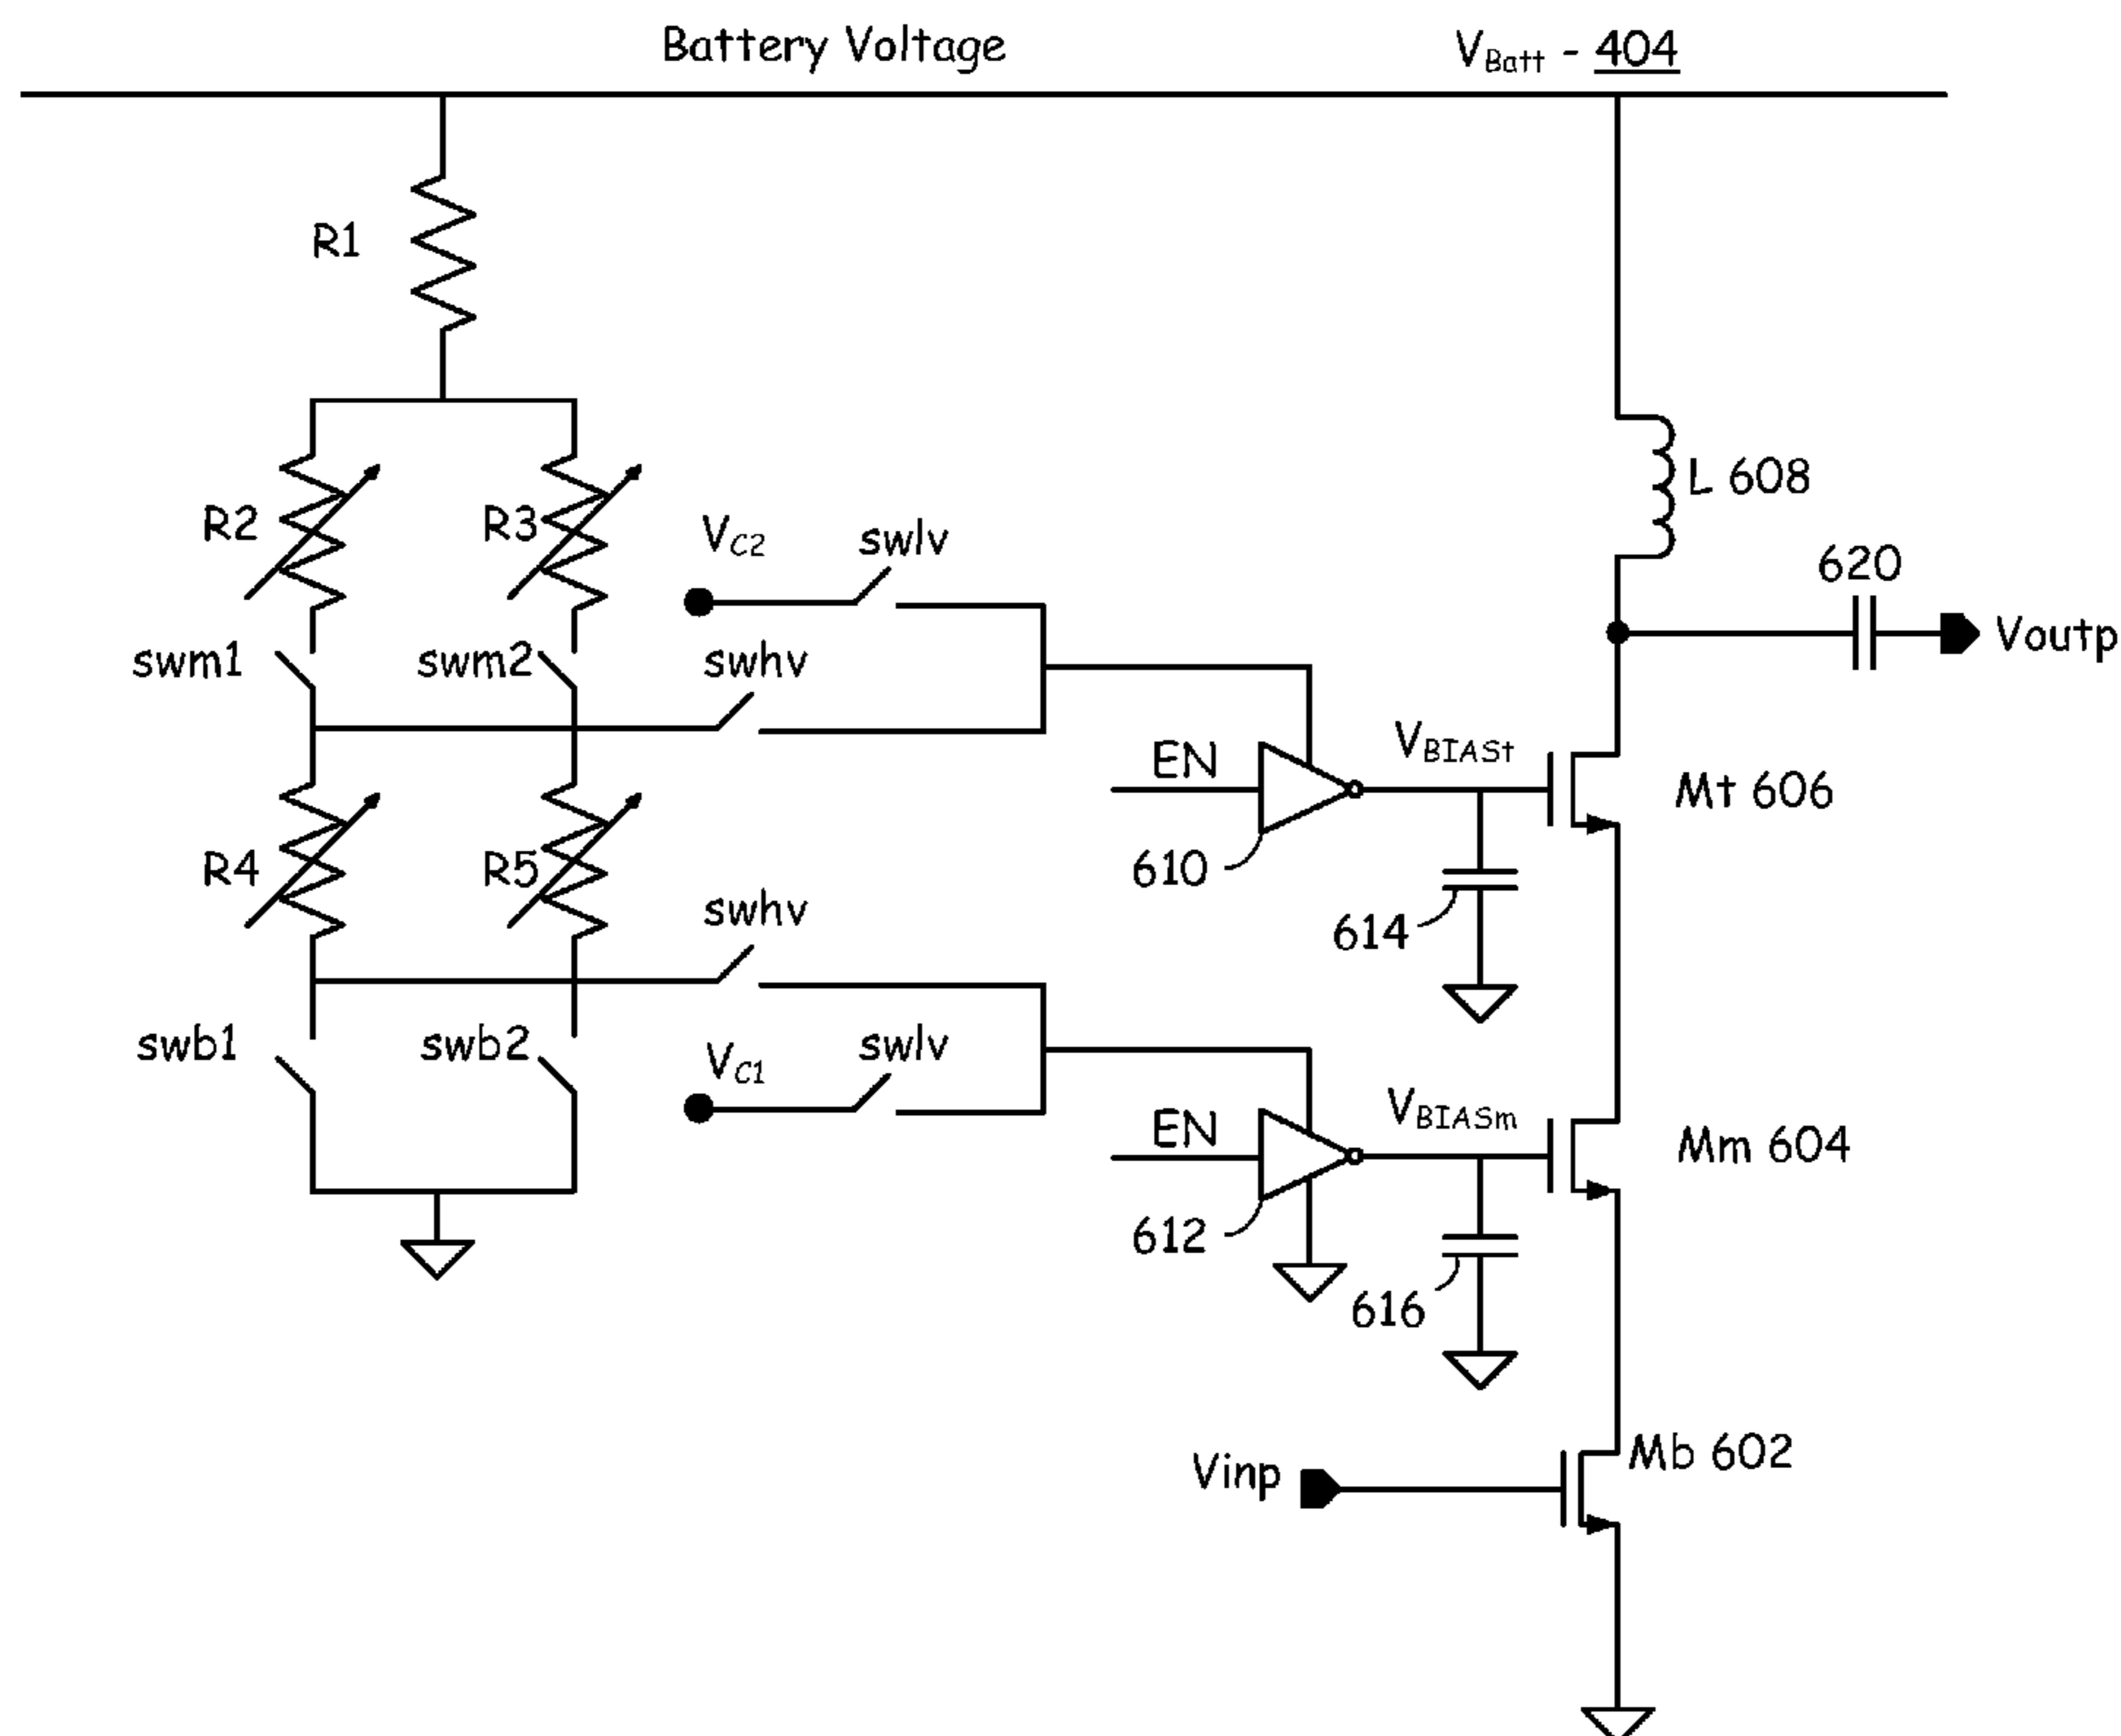 Battery Voltage
VBatt - 404
R1
L 608
R2
R3
VC2
swlv
620
Voutp
swm1
swm2
swhv
EN
VBIASt
Mt 606
610
R4
R5
swhv
614
swb1
swb2
VC1
swlv
EN
VBIASm
Mm 604
612
616
Vinp
Mb 602